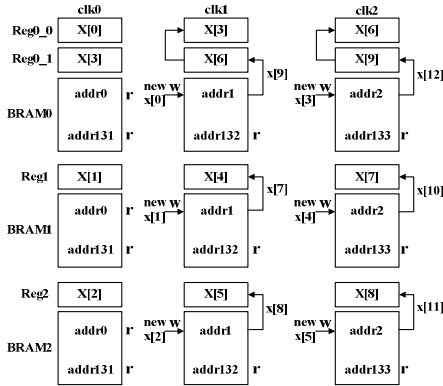 clk0 clk1 clk2
Reg0_0 X[0] X[3] X[6]
Reg0_1 X[3] X[6] X[9]
x[9] x[12]
BRAM0 addr0 r new w x[0] addr1 new w x[3] addr2
addr131 r addr132 r addr133 r
Reg1 X[1] X[4] X[7]
x[7] x[10]
BRAM1 addr0 r new w x[1] addr1 new w x[4] addr2
addr131 r addr132 r addr133 r
Reg2 X[2] X[5] X[8]
x[8] x[11]
BRAM2 addr0 r new w x[2] addr1 new w x[5] addr2
addr131 r addr132 r addr133 r